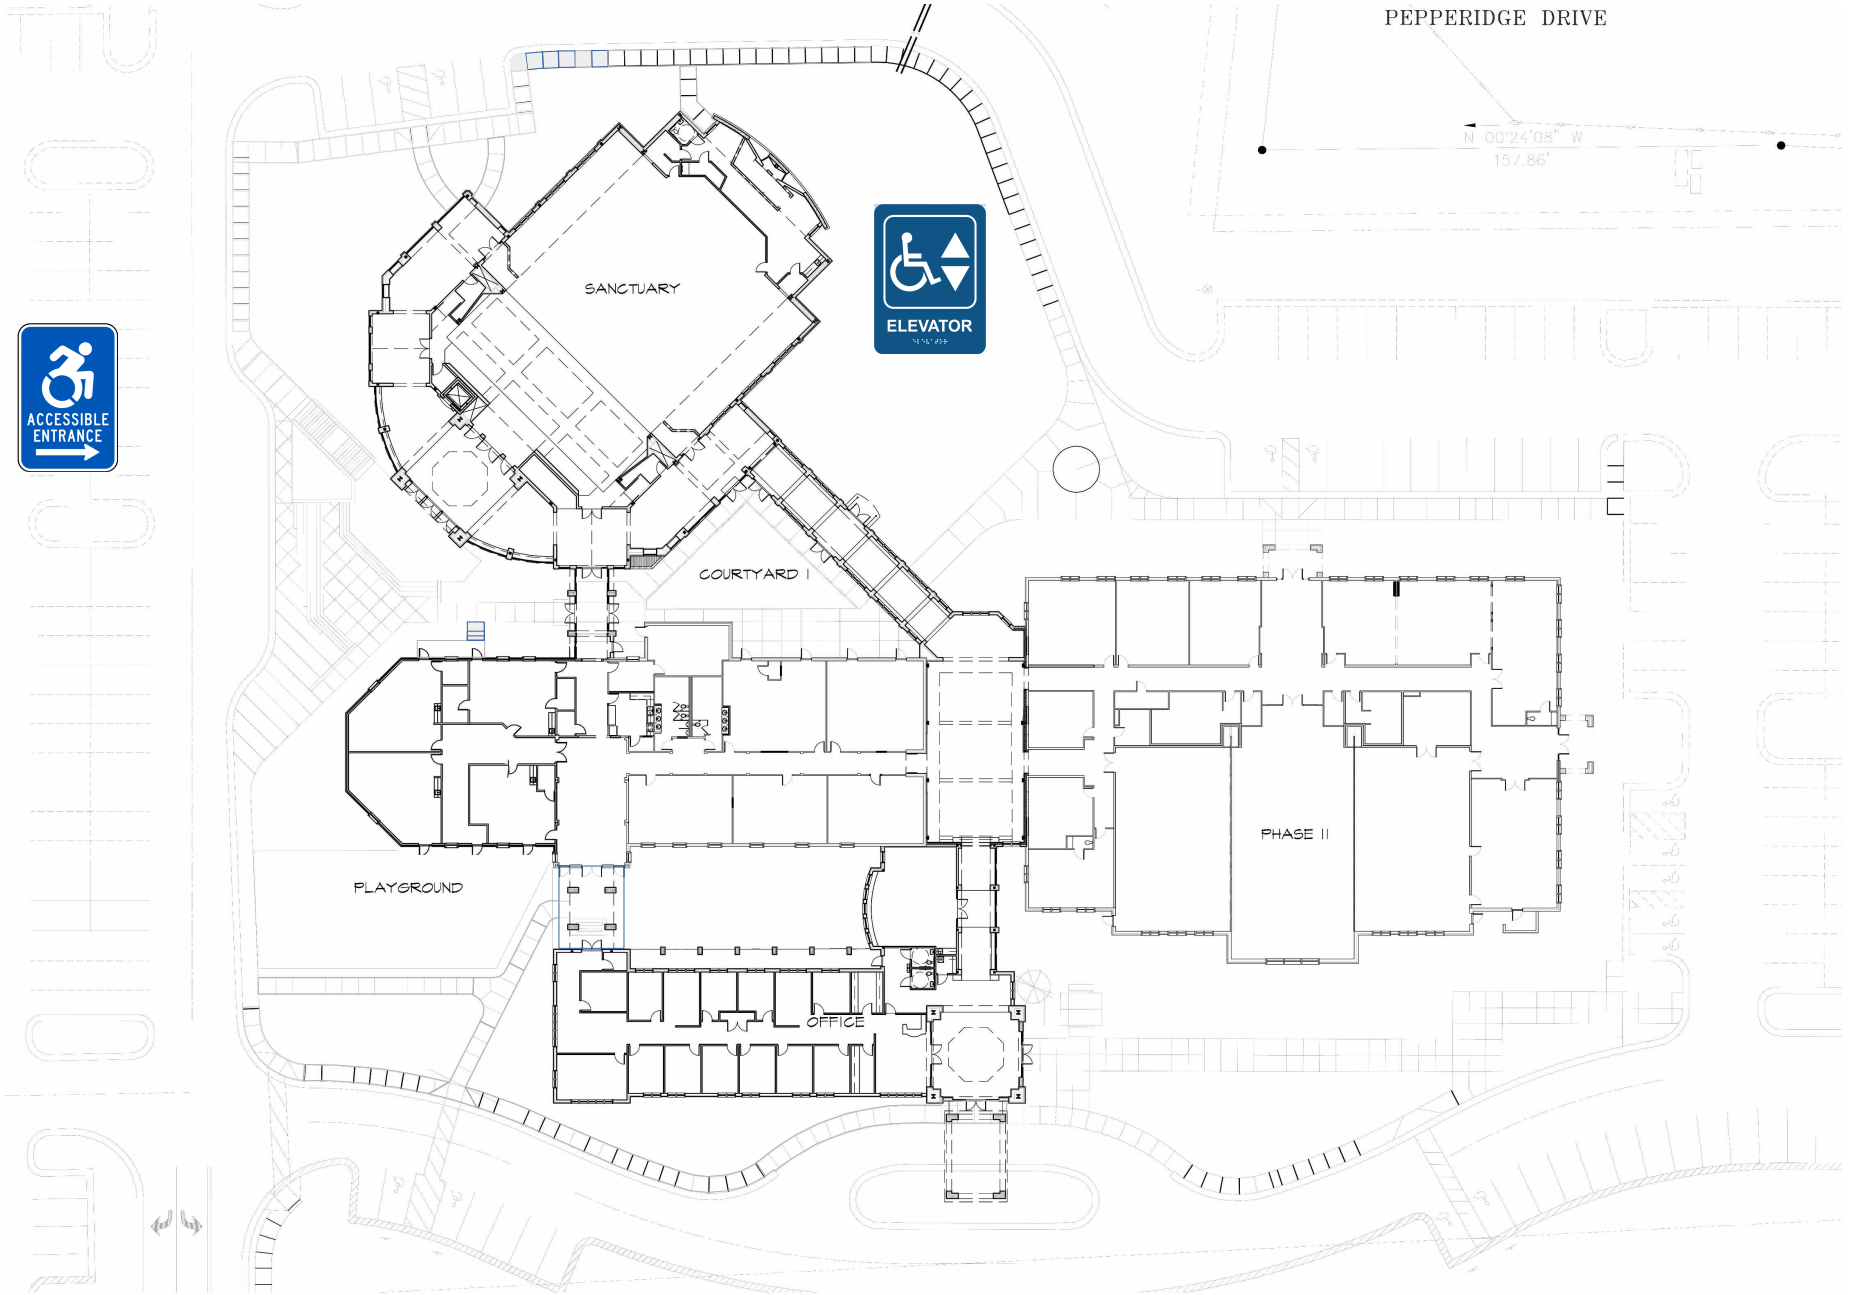 PEPPERIDGE DRIVE
N 00°24'08" W
157.86'
SANCTUARY
ELEVATOR
ACCESSIBLE
ENTRANCE
COURTYARD I
PHASE II
PLAYGROUND
OFFICE